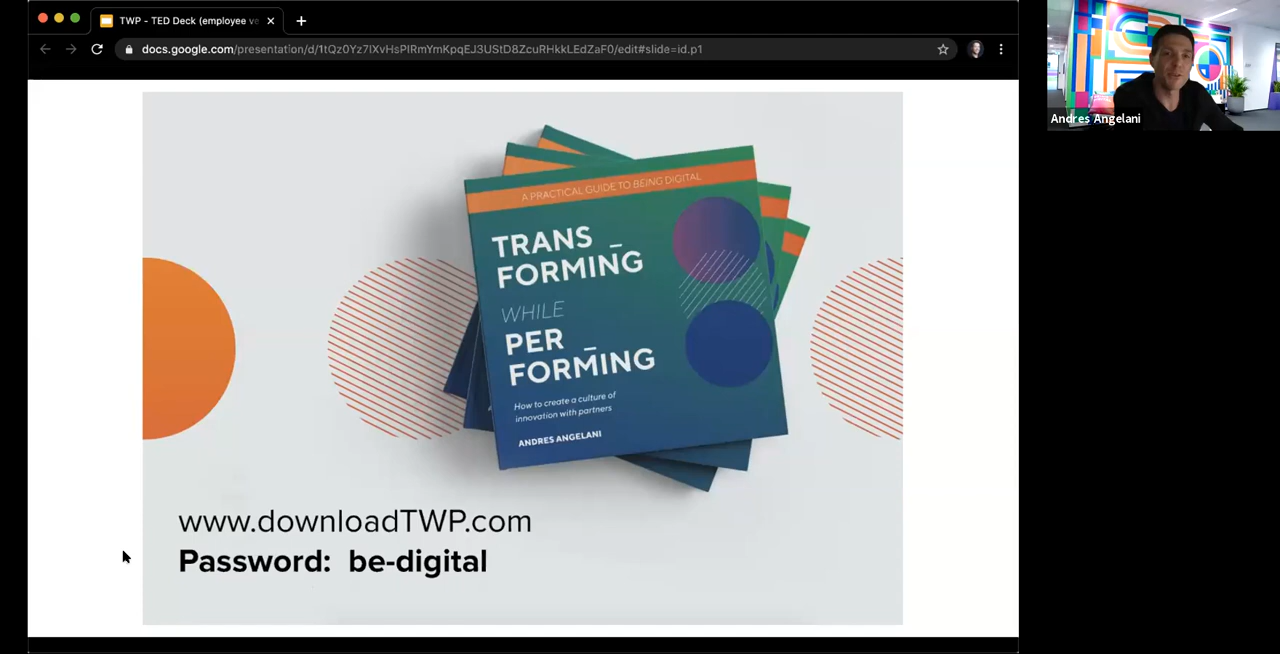 TWP - TED Deck (employee ve
docs.google.com/presentation/d/1tQz0Yz7lXvHsPIRmYmKpqEJ3UStD8ZcuRHkkLEdZaF0/edit#slide=id.p1
Andres Angelani
A PRACTICAL GUIDE TO BEING DIGITAL
TRANS _
FORMING
WHILE
PER _
FORMING
How to create a culture of
innovation with partners
ANDRES ANGELANI
www.downloadTWP.com
Password: be-digital